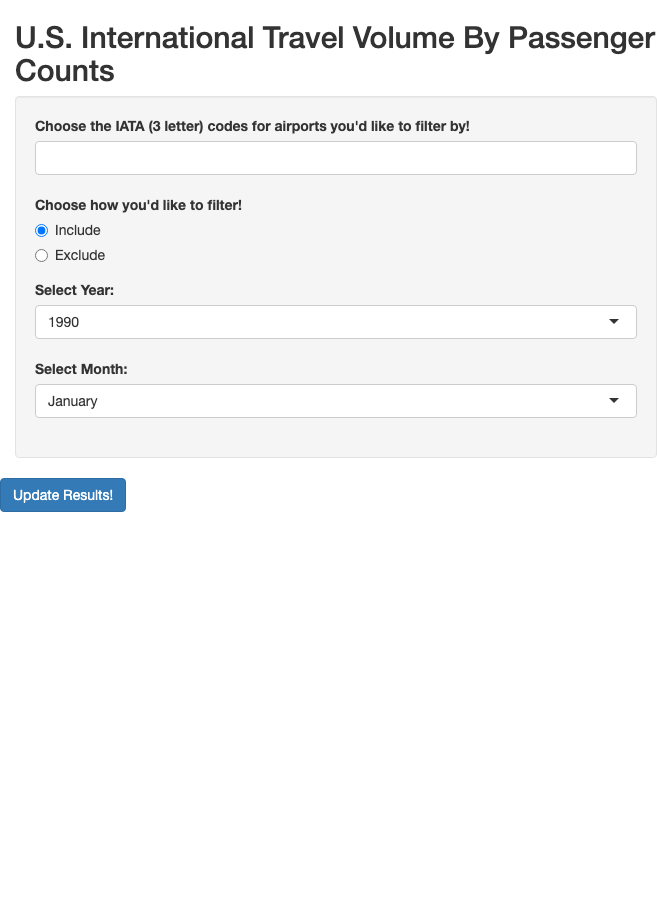 U.S. International Travel Volume By Passenger
Counts
Choose the IATA (3 letter) codes for airports you'd like to filter by!
Choose how you'd like to filter!
Include
Exclude
Select Year:
1990
Select Month:
January
Update Results!